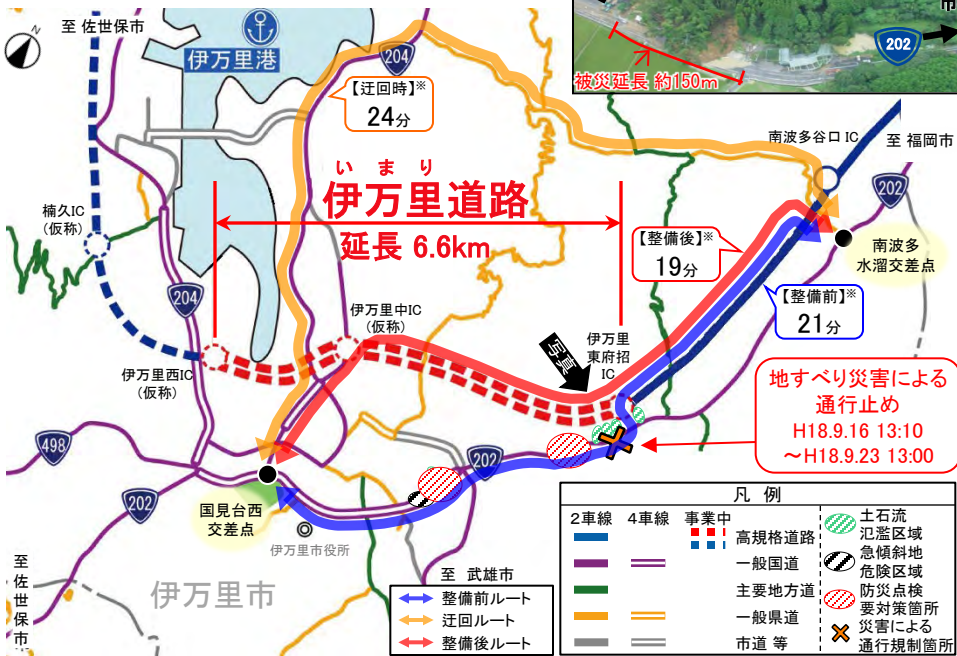 至 佐世保市
N
伊万里港
204
【迂回時】※
24分
202
被災延長 約150m
南波多谷口 IC
至 福岡市
202
楠久IC
(仮称)
いまり
伊万里道路
延長 6.6km
【整備後】※
19分
南波多
水溜交差点
【整備前】※
21分
204
伊万里中IC
(仮称)
伊万里西IC
(仮称)
伊万里
東府招
IC
写真
地すべり災害による
通行止め
H18.9.16 13:10
～H18.9.23 13:00
498
202
202
国見台西
交差点
伊万里市役所
至 佐世保市
伊万里市
至 武雄市
整備前ルート
迂回ルート
整備後ルート
凡 例
2車線 4車線 事業中
高規格道路
一般国道
主要地方道
一般県道
市道 等
土石流
氾濫区域
急傾斜地
危険区域
防災点検
要対策箇所
災害による
通行規制箇所